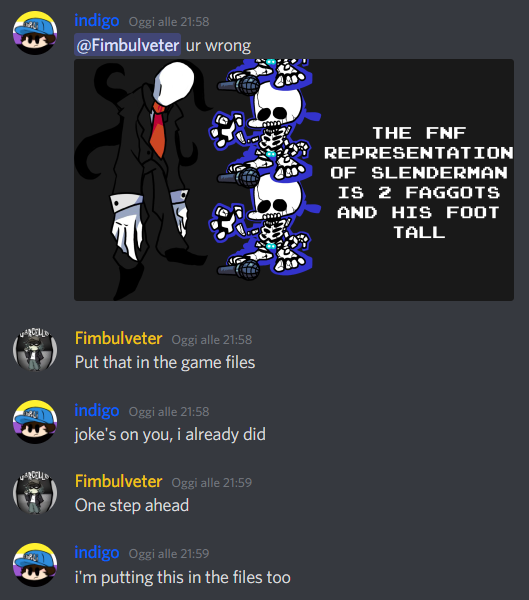 indigo Oggi alle 21:58
@Fimbulveter ur wrong
THE FNF
REPRESENTATION
OF SLENDERMAN
IS 2 FAGGOTS
AND HIS FOOT
TALL
Fimbulveter Oggi alle 21:58
Put that in the game files
indigo Oggi alle 21:58
joke's on you, i already did
Fimbulveter Oggi alle 21:59
One step ahead
indigo Oggi alle 21:59
i'm putting this in the files too